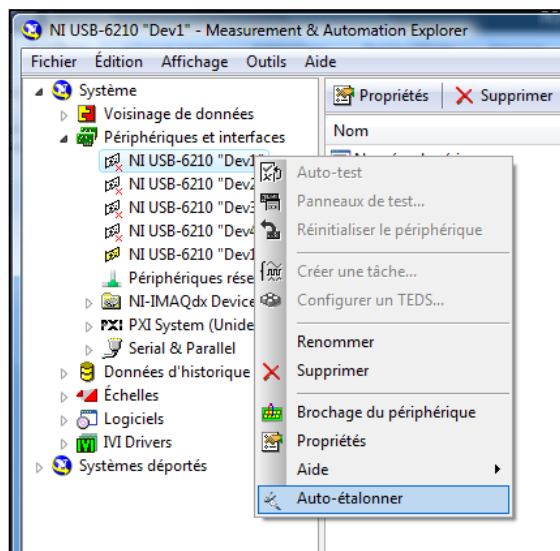 NI USB-6210 "Dev1" - Measurement & Automation Explorer
Fichier Édition Affichage Outils Aide
Système
Voisinage de données
Périphériques et interfaces
NI USB-6210 "Dev1"
NI USB-6210 "Dev2
NI USB-6210 "Dev3
NI USB-6210 "Dev4
NI USB-6210 "Dev1
Périphériques rése
NI-IMAQdx Device
PXI PXI System (Unide
Serial & Parallel
Données d'historique
Échelles
Logiciels
IVI Drivers
Systèmes déportés
Propriétés Supprimer
Nom
Auto-test
Panneaux de test...
Réinitialiser le périphérique
Créer une tâche...
Configurer un TEDS...
Renommer
Supprimer
Brochage du périphérique
Propriétés
Aide
Auto-étalonner